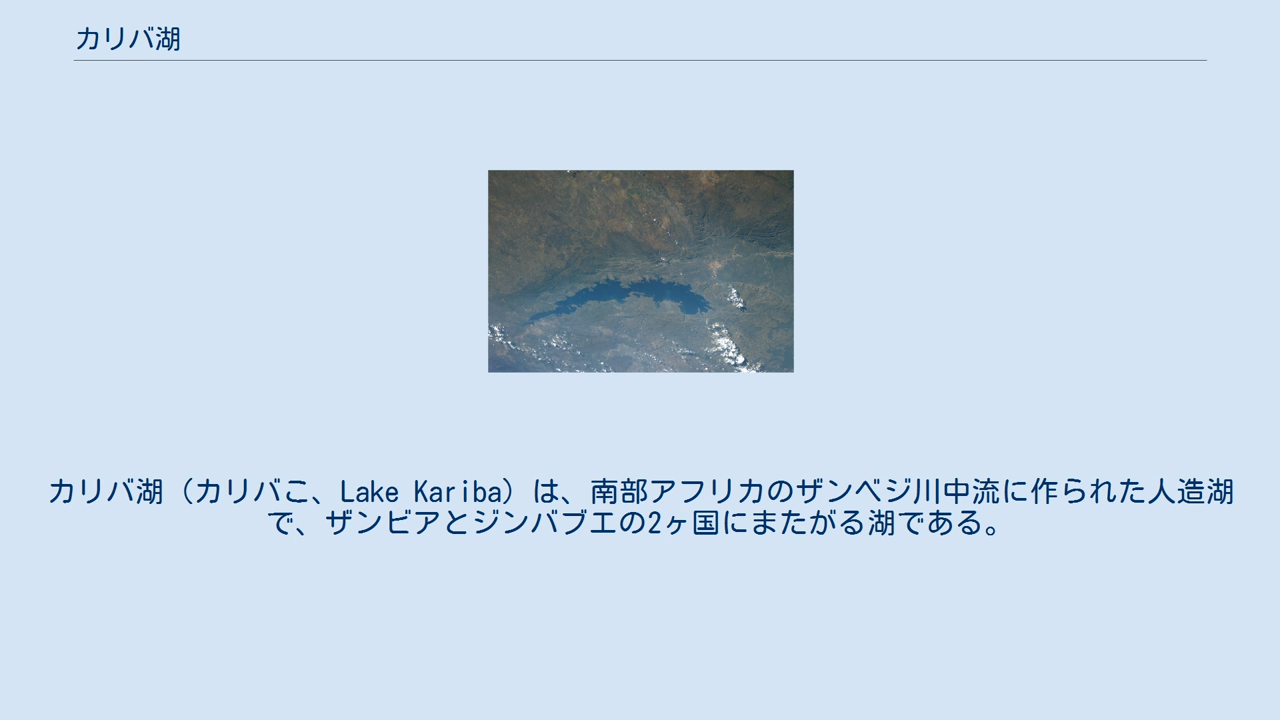 カリバ湖
カリバ湖（カリバこ、Lake Kariba）は、南部アフリカのザンベジ川中流に作られた人造湖
で、ザンビアとジンバブエの2ヶ国にまたがる湖である。